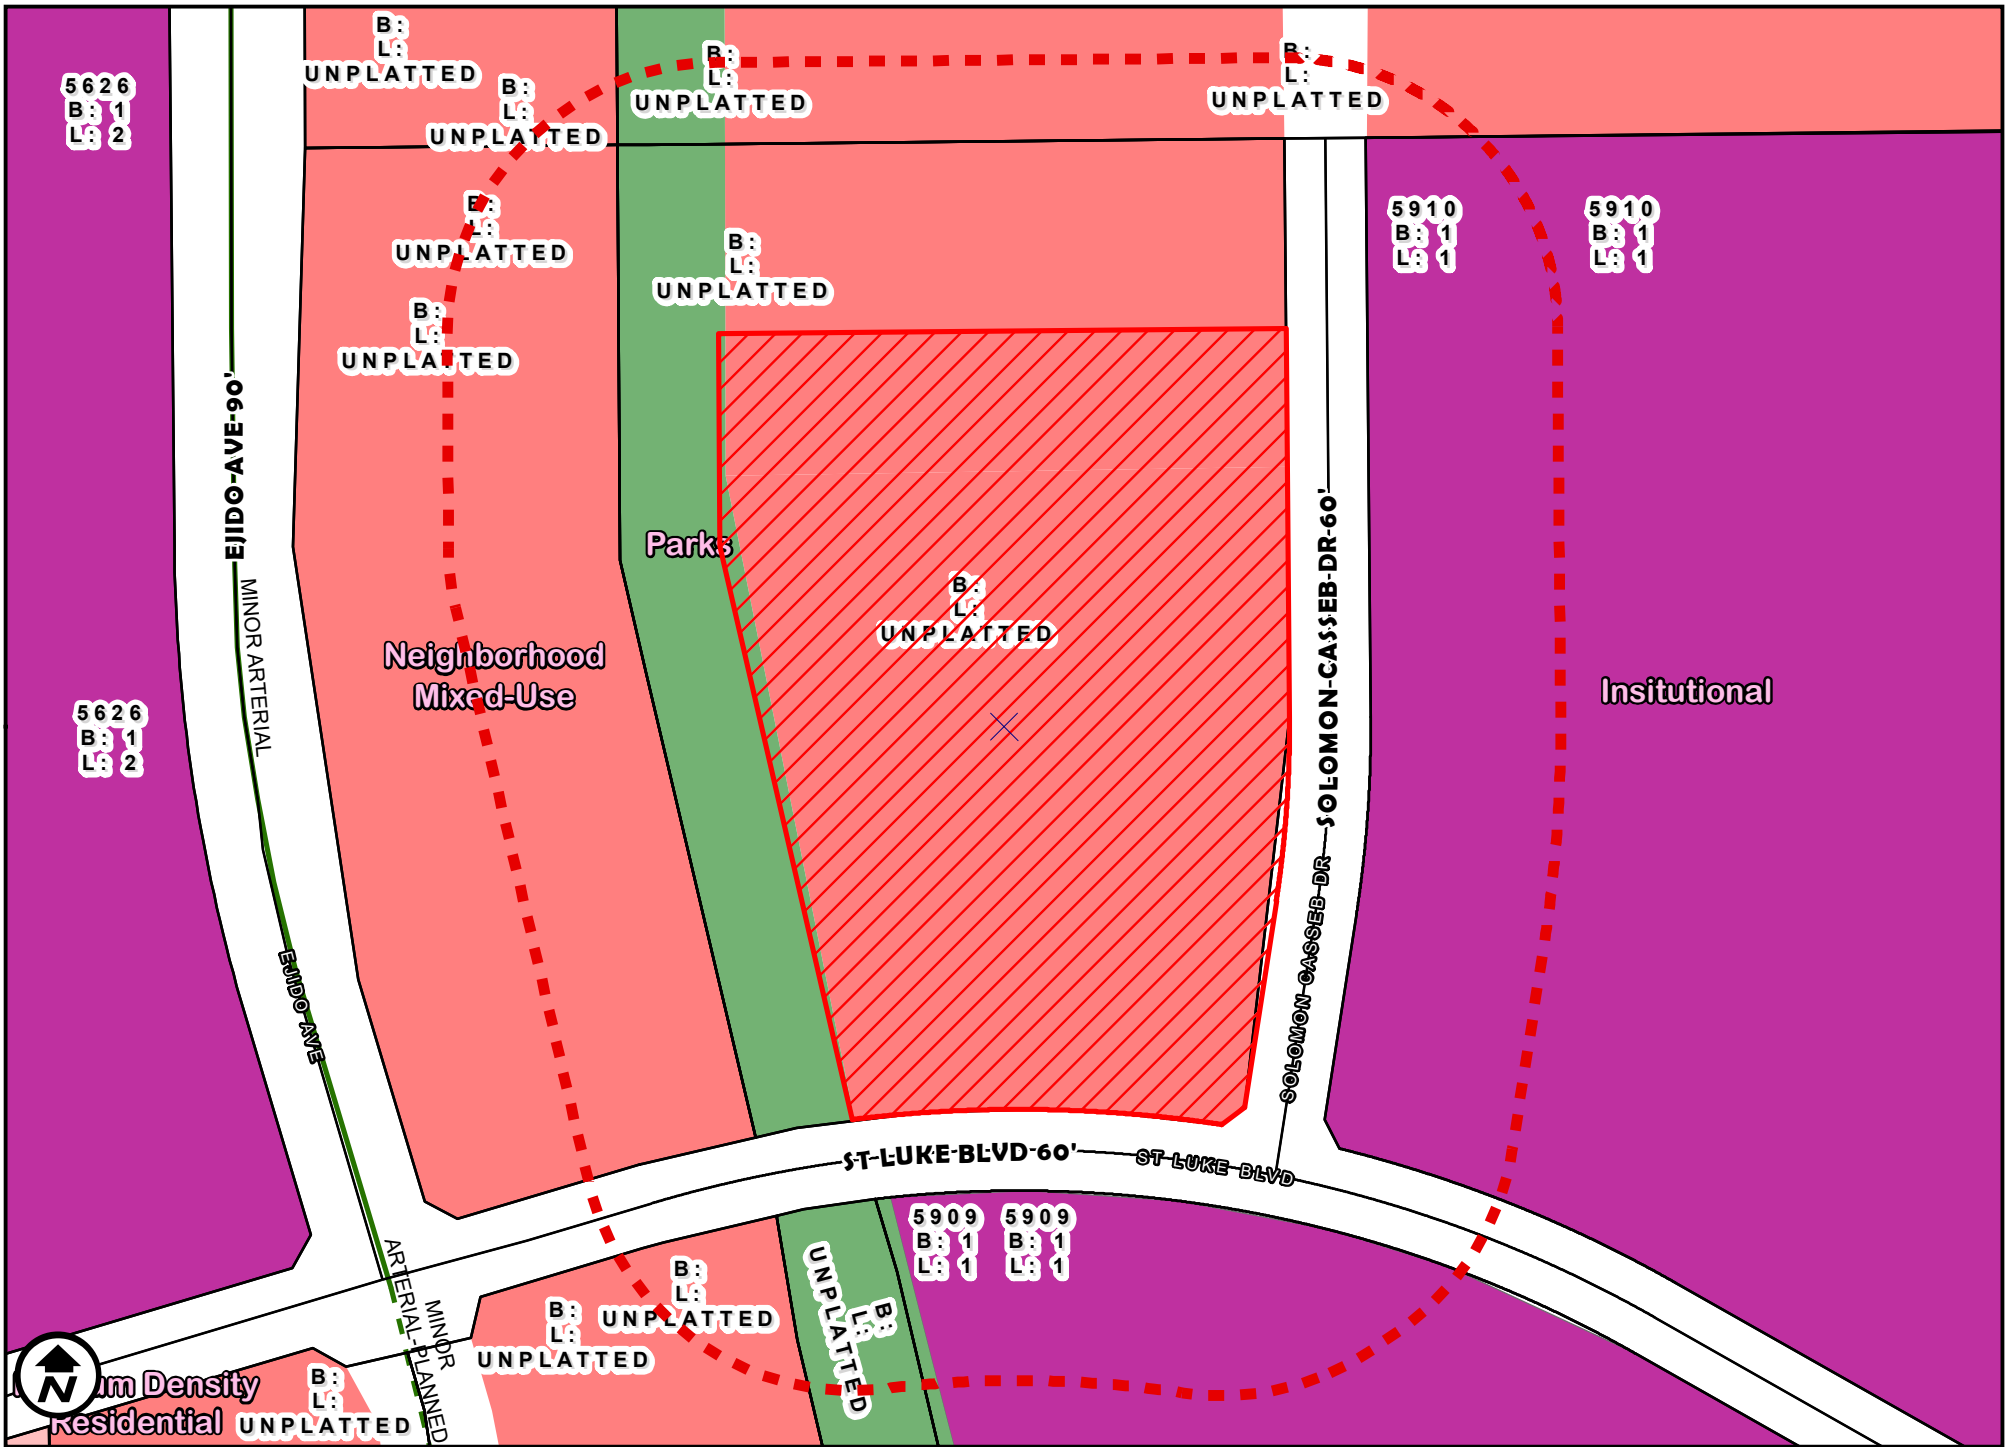 B:
L:
UNPLATTED
B:
L:
UNPLATTED
B:
L:
UNPLATTED
B:
L:
UNPLATTED
5626
B: 1
L: 2
B:
L:
UNPLATTED
B:
L:
UNPLATTED
5910
B: 1
L: 1
5910
B: 1
L: 1
B:
L:
UNPLATTED
B:
L:
UNPLATTED
EJIDO-AVE-90'
MINOR ARTERIAL
Parks
SOLOMON-CASSEB-DR-60'
B:
L:
UNPLATTED
Neighborhood
Mixed-Use
Insitutional
5626
B: 1
L: 2
SOLOMON CASSEB DR
EJIDO AVE
ST-LUKE-BLVD-60'
ST LUKE BLVD
5909
B: 1
L: 1
5909
B: 1
L: 1
B:
L:
UNPLATTED
B:
L:
UNPLATTED
B:
L:
UNPLATTED
MINOR
ARTERIAL-PLANNED
N
Density
Residential
B:
L:
UNPLATTED